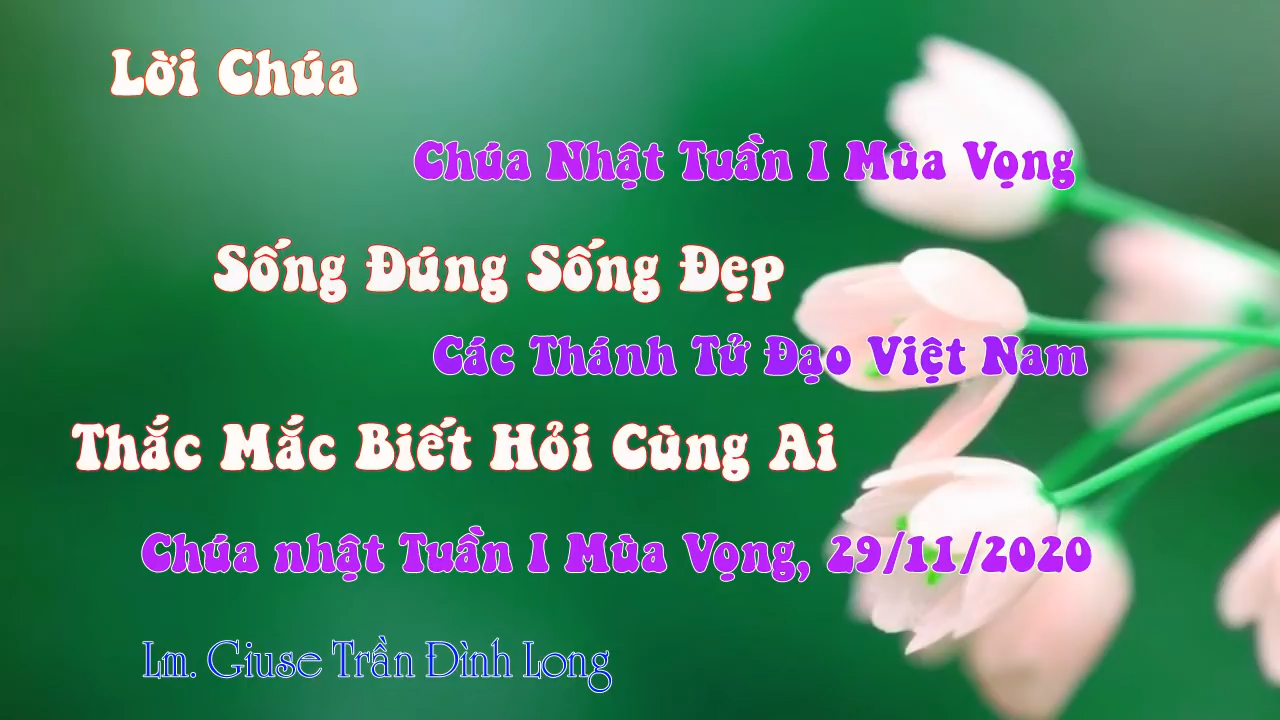 Lời Chúa
Chúa Nhật Tuần I Mùa Vọng
Sống Đúng Sống Đẹp
Các Thánh Tử Đạo Việt Nam
Thắc Mắc Biết Hỏi Cùng Ai
Chúa nhật Tuần I Mùa Vọng, 29/11/2020
Lm. Giuse Trần Đình Long